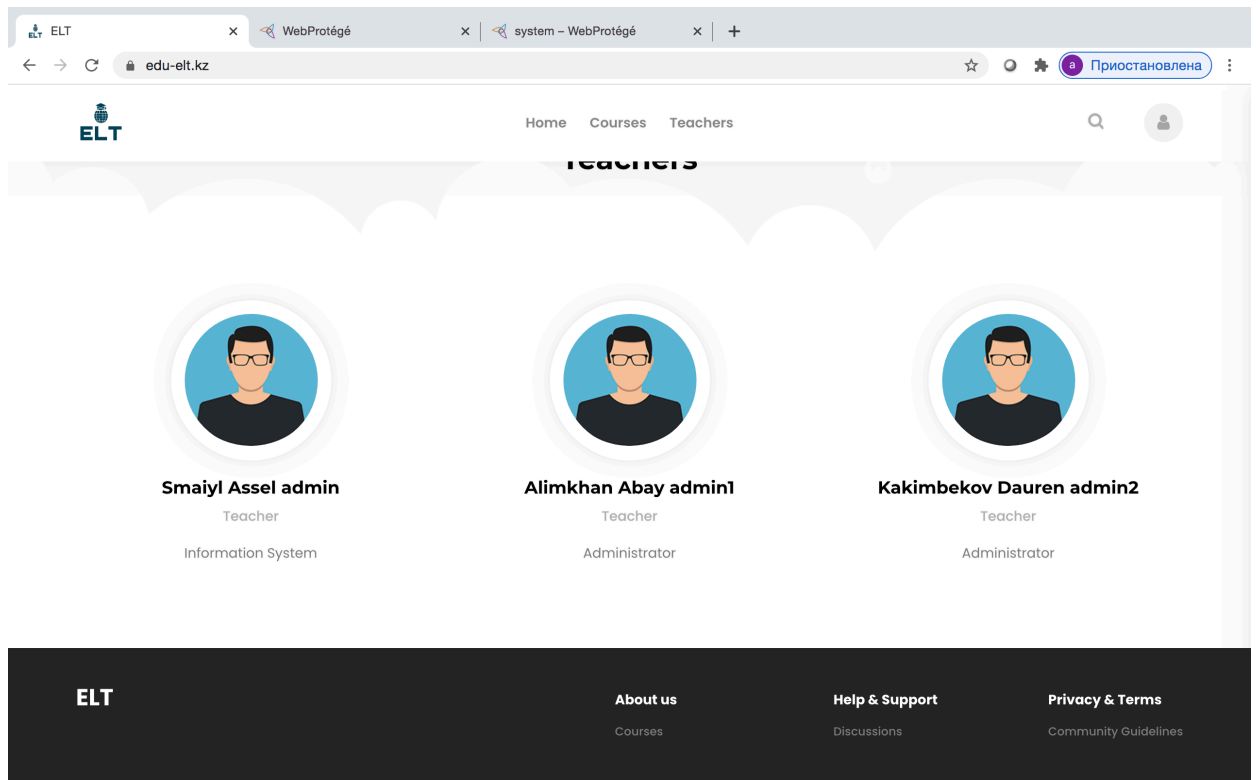 ELT
WebProtégé
system – WebProtégé
edu-elt.kz
a
Приостановлена
ELT
Home Courses Teachers
Teachers
Smaiyl Assel admin
Teacher
Information System
Alimkhan Abay admin1
Teacher
Administrator
Kakimbekov Dauren admin2
Teacher
Administrator
ELT
About us
Courses
Help & Support
Discussions
Privacy & Terms
Community Guidelines